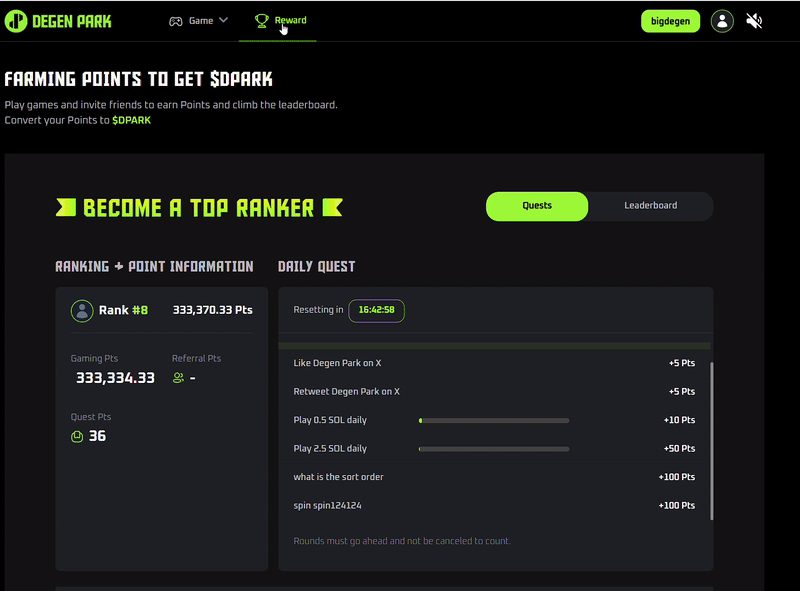 DEGEN PARK
Game
Reward
bigdegen
FARMING POINTS TO GET $DPARK
Play games and invite friends to earn Points and climb the leaderboard.
Convert your Points to $DPARK
BECOME A TOP RANKER
Quests
Leaderboard
RANKING + POINT INFORMATION
Rank #8 333,370.33 Pts
Gaming Pts Referral Pts
333,334.33 -
Quest Pts
36
DAILY QUEST
Resetting in 16:42:58
Like Degen Park on X +5 Pts
Retweet Degen Park on X +5 Pts
Play 0.5 SOL daily +10 Pts
Play 2.5 SOL daily +50 Pts
what is the sort order +100 Pts
spin spin124124 +100 Pts
Rounds must go ahead and not be canceled to count.